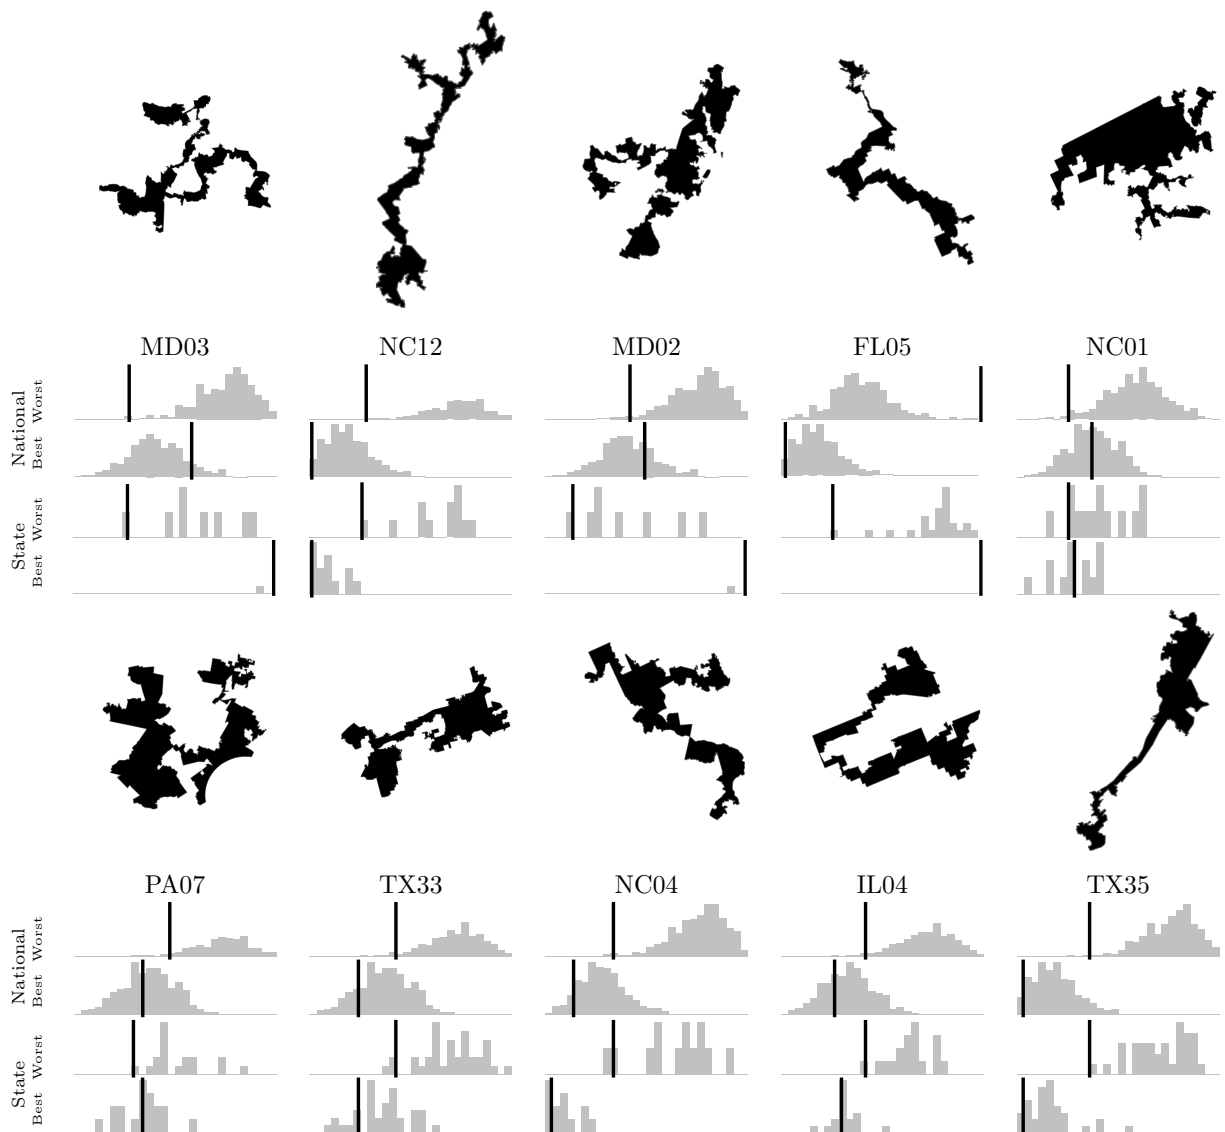 MD03 NC12 MD02 FL05 NC01
National
Worst
Best
State
Worst
Best
PA07 TX33 NC04 IL04 TX35
National
Worst
Best
State
Worst
Best